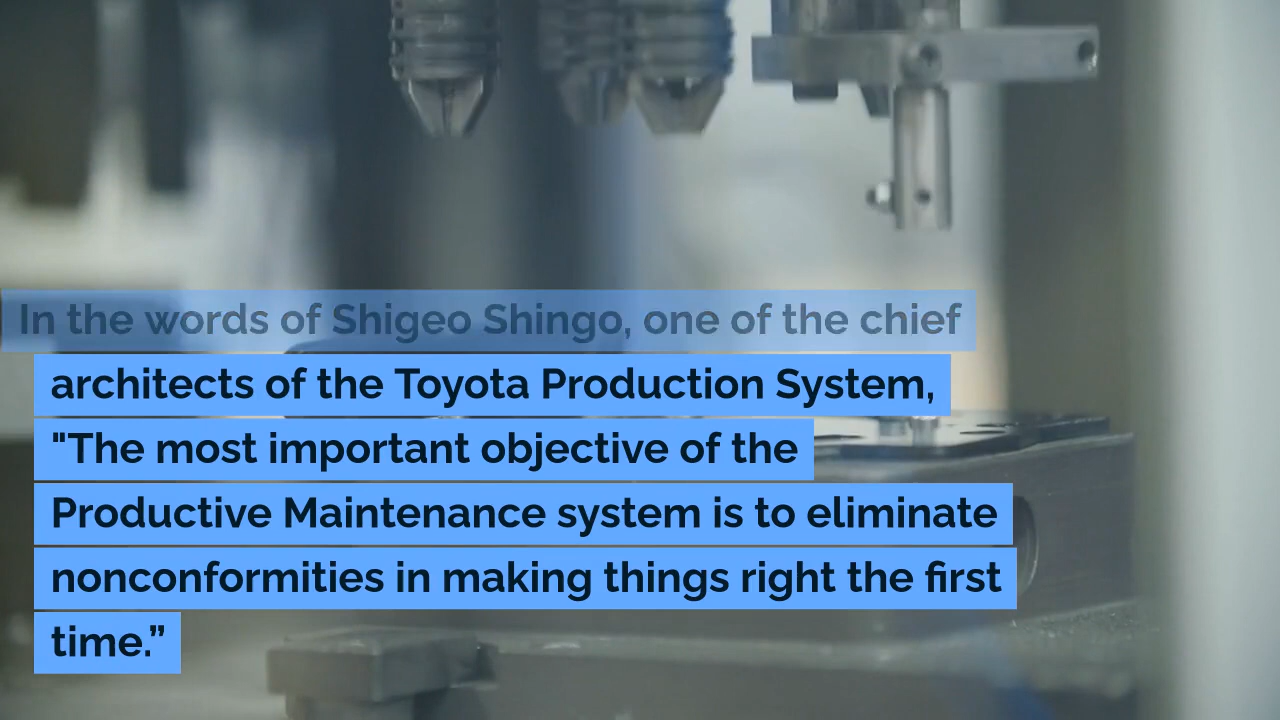 In the words of Shigeo Shingo, one of the chief
architects of the Toyota Production System,
"The most important objective of the
Productive Maintenance system is to eliminate
nonconformities in making things right the first
time.”